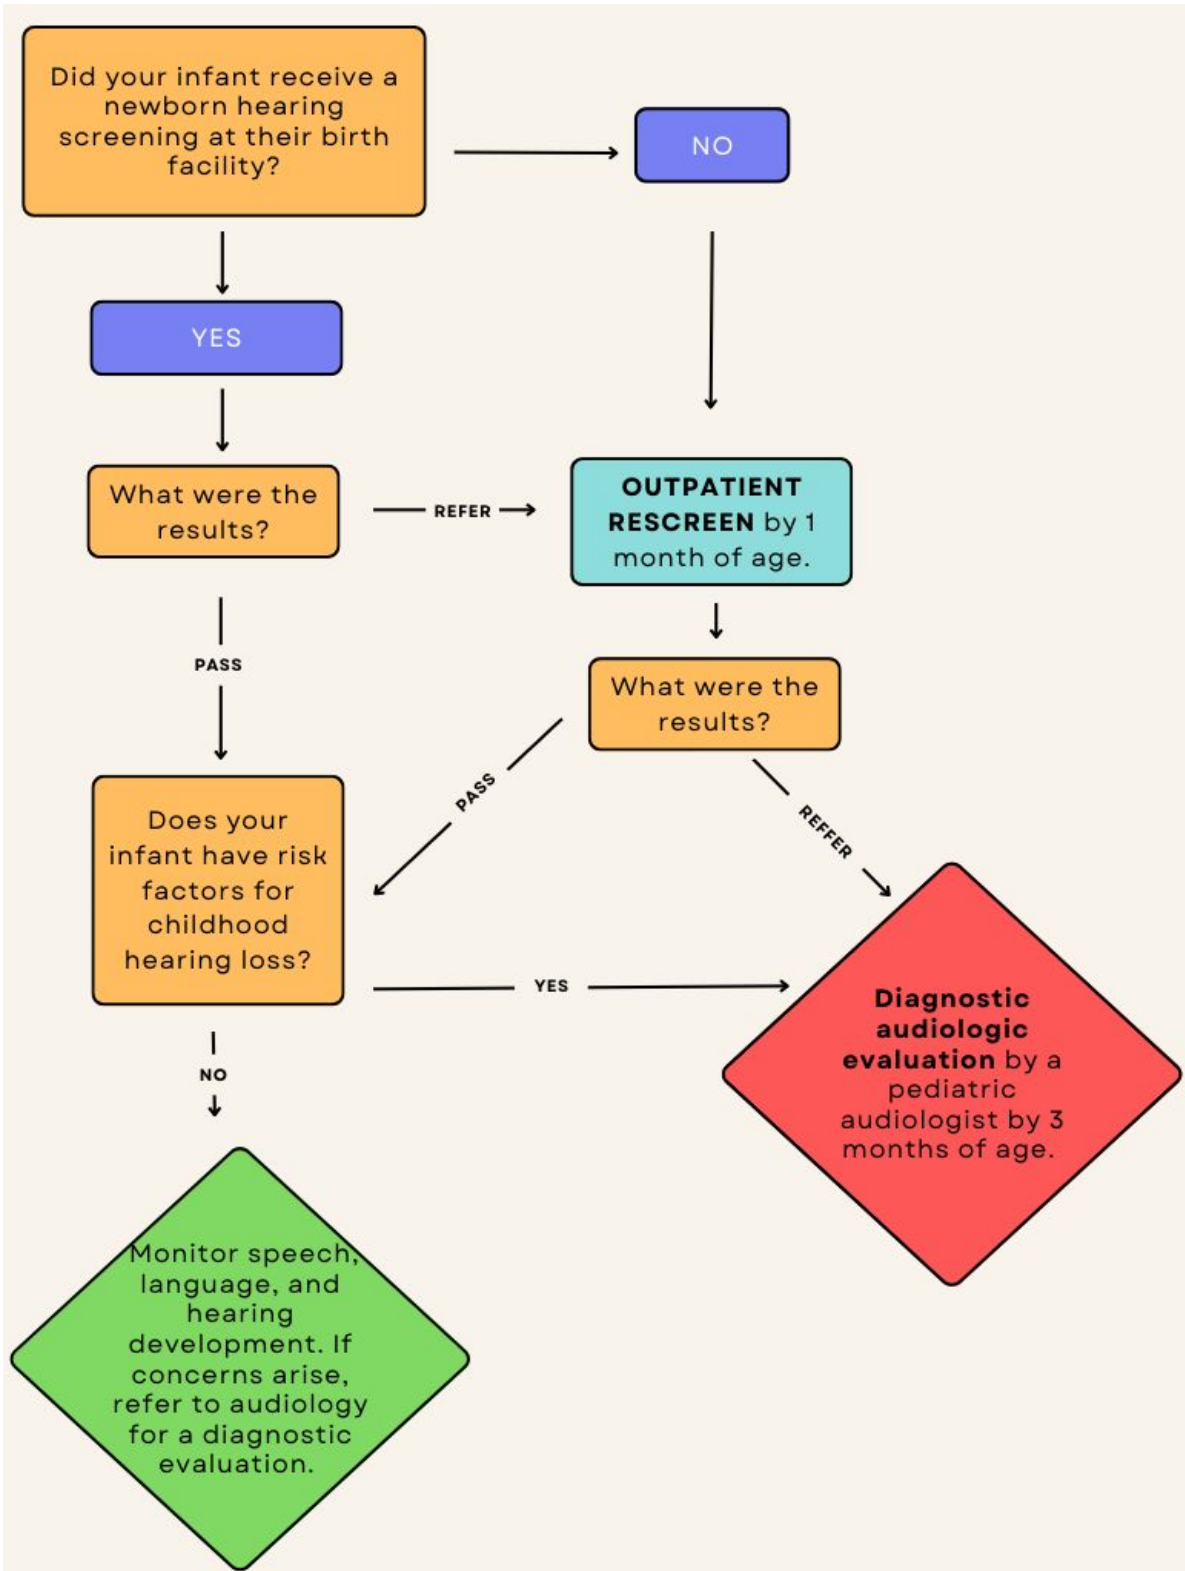 Did your infant receive a
newborn hearing
screening at their birth
facility?
NO
YES
What were the
results?
REFER
OUTPATIENT
RESCREEN by 1
month of age.
PASS
What were the
results?
PASS
REFFER
Does your
infant have risk
factors for
childhood
hearing loss?
YES
Diagnostic
audiologic
evaluation by a
pediatric
audiologist by 3
months of age.
NO
Monitor speech,
language, and
hearing
development. If
concerns arise,
refer to audiology
for a diagnostic
evaluation.